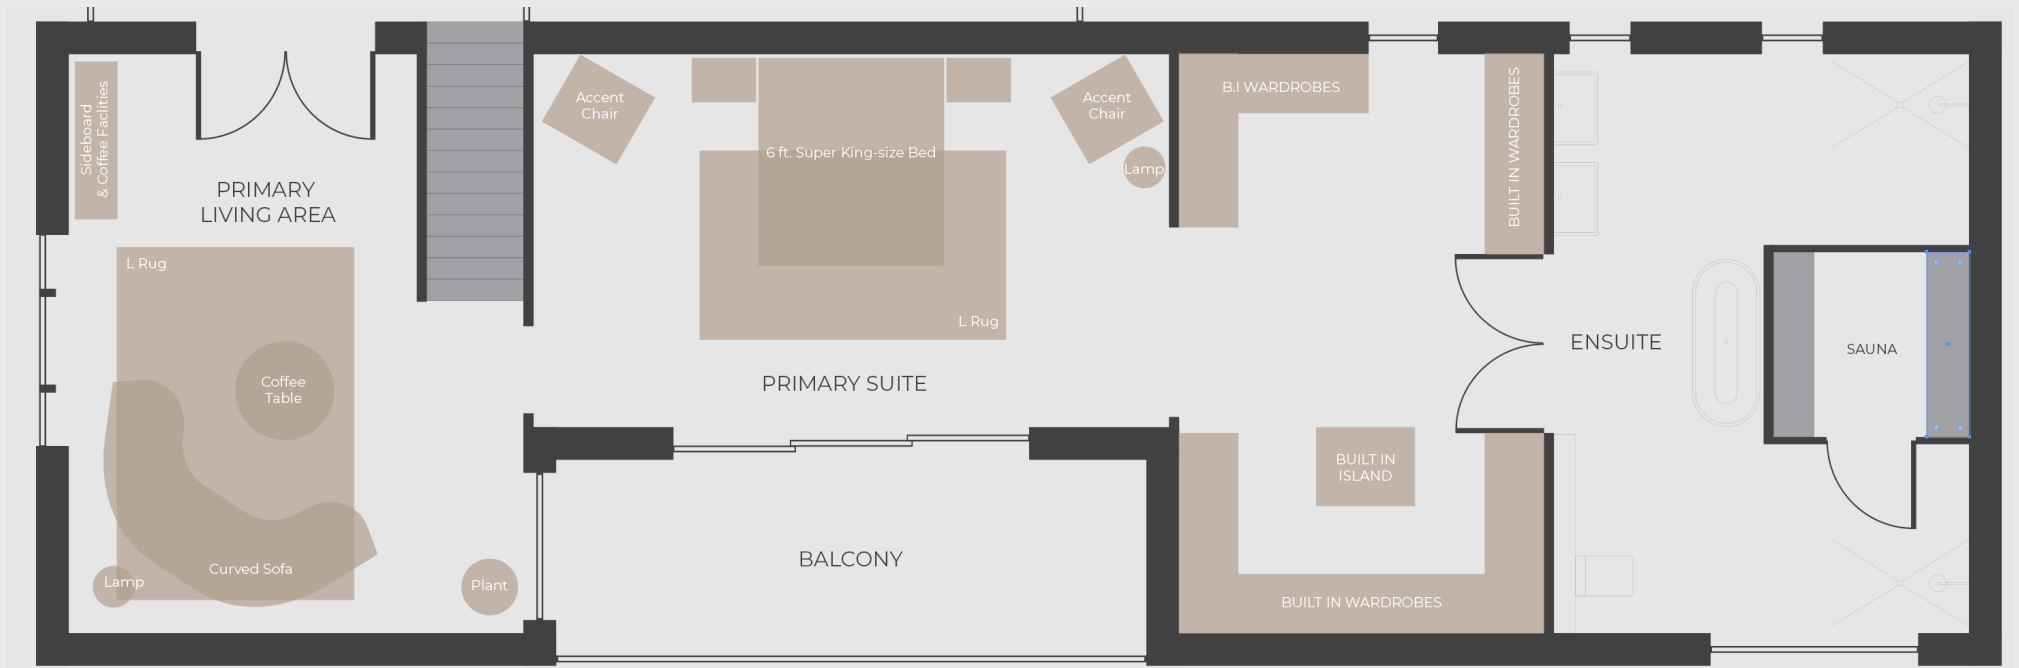 Sideboard
& Coffee Facilities
PRIMARY
LIVING AREA
L Rug
Coffee
Table
Curved Sofa
Lamp
Plant
Accent
Chair
6 ft. Super King-size Bed
Accent
Chair
Lamp
L Rug
PRIMARY SUITE
BALCONY
B.I WARDROBES
BUILT IN WARDROBES
BUILT IN
ISLAND
BUILT IN WARDROBES
ENSUITE
SAUNA